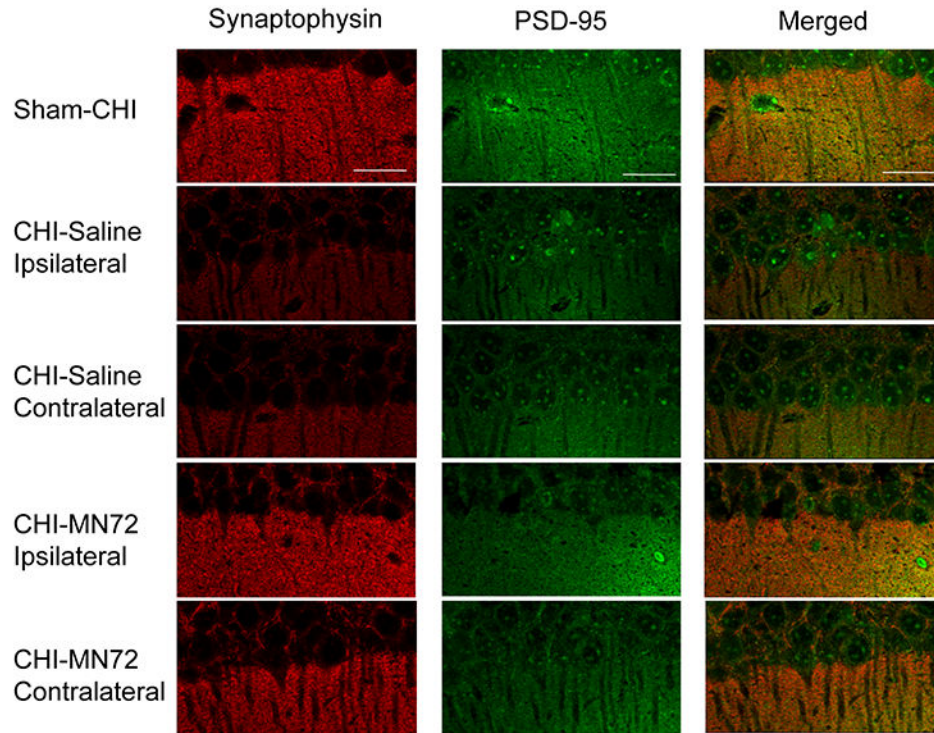 Synaptophysin PSD-95 Merged
Sham-CHI
CHI-Saline
Ipsilateral
CHI-Saline
Contralateral
CHI-MN72
Ipsilateral
CHI-MN72
Contralateral